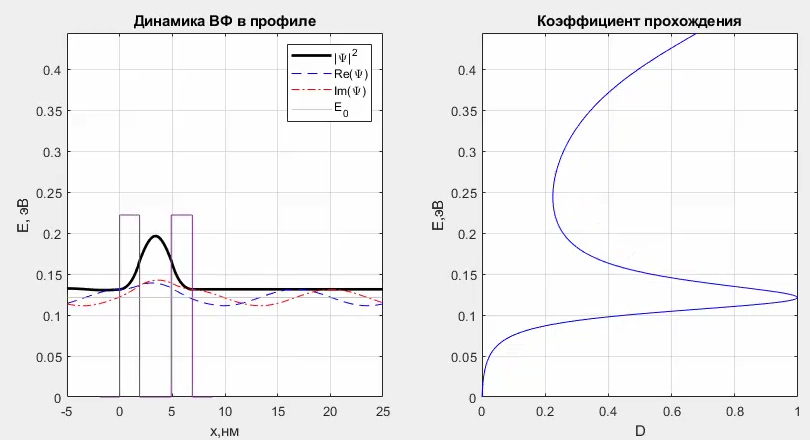 Динамика ВФ в профиле
|Ψ|²
Re(Ψ)
Im(Ψ)
E₀
E, эВ
0.4
0.35
0.3
0.25
0.2
0.15
0.1
0.05
0
-5 0 5 10 15 20 25
x,нм
Коэффициент прохождения
E,эВ
0.4
0.35
0.3
0.25
0.2
0.15
0.1
0.05
0
0 0.2 0.4 0.6 0.8 1
D